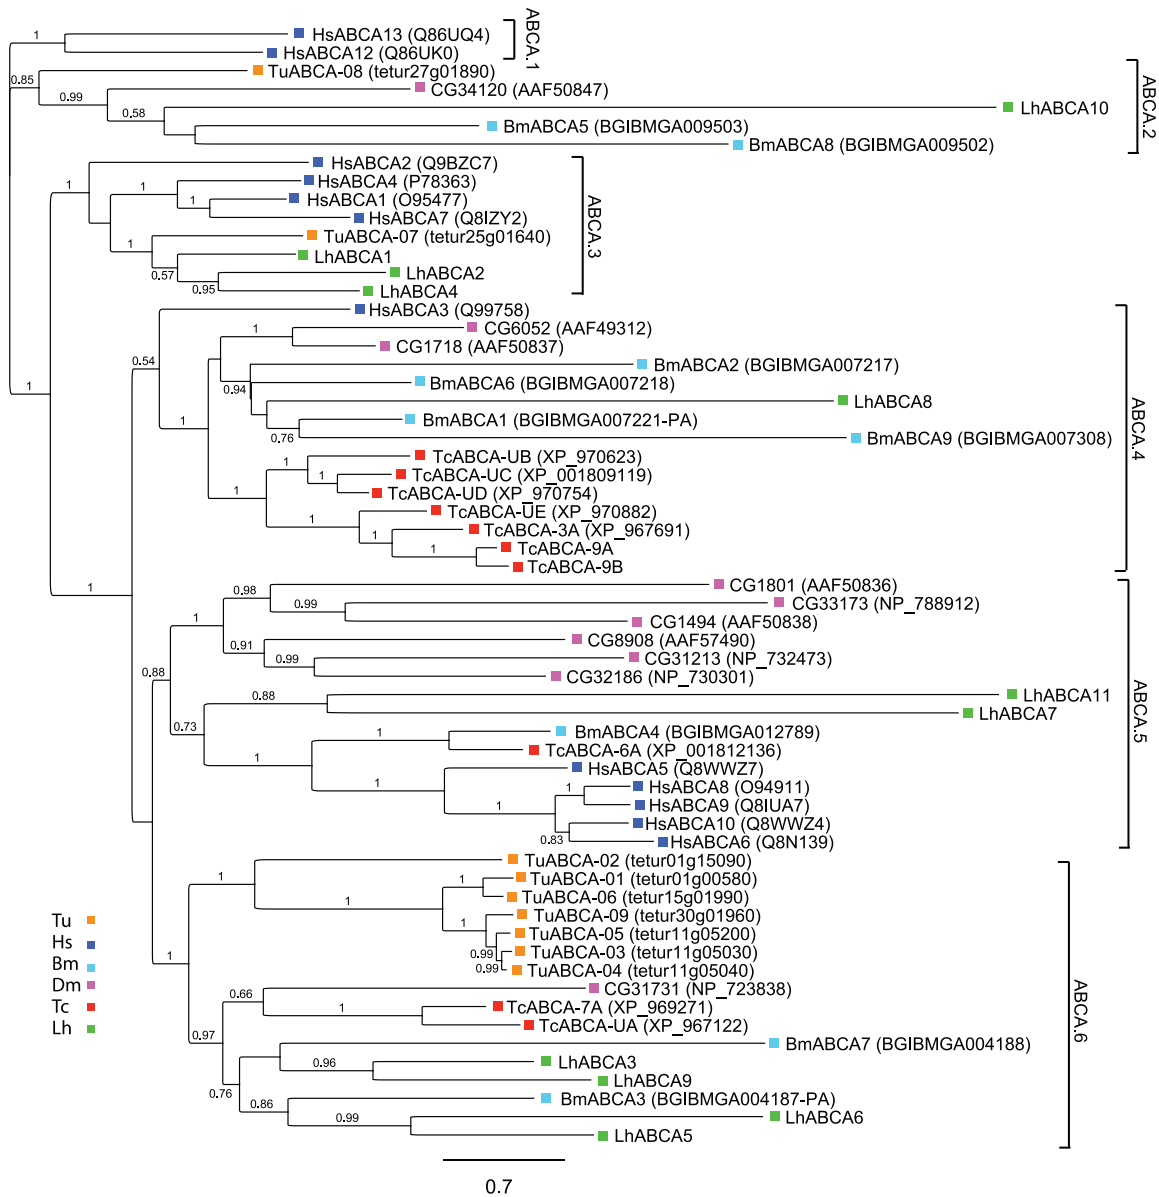 1
HsABCA13 (Q86UQ4)
HsABCA12 (Q86UK0)
ABCA.1
0.85
TuABCA-08 (tetur27g01890)
0.99
CG34120 (AAF50847)
0.58
LhABCA10
BmABCA5 (BGIBMGA009503)
BmABCA8 (BGIBMGA009502)
ABCA.2
1
HsABCA2 (Q9BZC7)
1
HsABCA4 (P78363)
1
HsABCA1 (O95477)
HsABCA7 (Q8IZY2)
1
TuABCA-07 (tetur25g01640)
0.57
LhABCA1
0.95
LhABCA2
LhABCA4
ABCA.3
1
0.54
HsABCA3 (Q99758)
1
CG6052 (AAF49312)
CG1718 (AAF50837)
0.94
BmABCA2 (BGIBMGA007217)
BmABCA6 (BGIBMGA007218)
LhABCA8
1
BmABCA1 (BGIBMGA007221-PA)
0.76
BmABCA9 (BGIBMGA007308)
1
TcABCA-UB (XP_970623)
1
TcABCA-UC (XP_001809119)
TcABCA-UD (XP_970754)
1
TcABCA-UE (XP_970882)
1
TcABCA-3A (XP_967691)
1
TcABCA-9A
TcABCA-9B
ABCA.4
1
0.98
CG1801 (AAF50836)
0.99
CG33173 (NP_788912)
1
CG1494 (AAF50838)
0.91
CG8908 (AAF57490)
0.99
CG31213 (NP_732473)
CG32186 (NP_730301)
0.88
0.88
LhABCA11
LhABCA7
0.73
1
BmABCA4 (BGIBMGA012789)
1
TcABCA-6A (XP_001812136)
HsABCA5 (Q8WWZ7)
1
1
HsABCA8 (O94911)
1
HsABCA9 (Q8IUA7)
HsABCA10 (Q8WWZ4)
0.83
HsABCA6 (Q8N139)
ABCA.5
1
TuABCA-02 (tetur01g15090)
1
TuABCA-01 (tetur01g00580)
1
TuABCA-06 (tetur15g01990)
1
TuABCA-09 (tetur30g01960)
TuABCA-05 (tetur11g05200)
0.99
TuABCA-03 (tetur11g05030)
0.99
TuABCA-04 (tetur11g05040)
1
0.66
CG31731 (NP_723838)
1
TcABCA-7A (XP_969271)
TcABCA-UA (XP_967122)
0.97
BmABCA7 (BGIBMGA004188)
0.96
LhABCA3
LhABCA9
0.76
0.86
BmABCA3 (BGIBMGA004187-PA)
0.99
LhABCA6
LhABCA5
ABCA.6
Tu
Hs
Bm
Dm
Tc
Lh
0.7